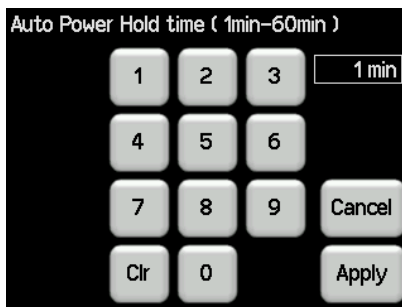 Auto Power Hold time ( 1min-60min )
1 2 3 1 min
4 5 6
7 8 9 Cancel
Clr 0 Apply